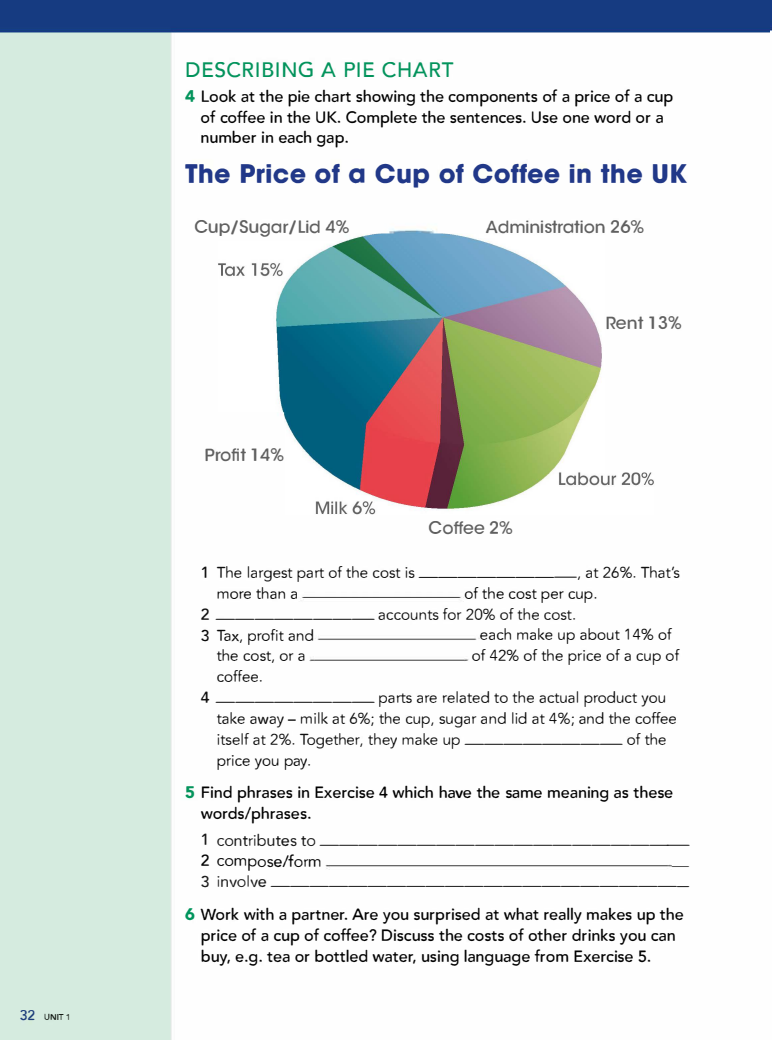 DESCRIBING A PIE CHART
4 Look at the pie chart showing the components of a price of a cup
of coffee in the UK. Complete the sentences. Use one word or a
number in each gap.
The Price of a Cup of Coffee in the UK
Cup/Sugar/Lid 4%
Administration 26%
Tax 15%
Rent 13%
Profit 14%
Labour 20%
Milk 6%
Coffee 2%
1 The largest part of the cost is ____________________, at 26%. That's
more than a ____________________ of the cost per cup.
2 ____________________ accounts for 20% of the cost.
3 Tax, profit and ____________________ each make up about 14% of
the cost, or a ____________________ of 42% of the price of a cup of
coffee.
4 ____________________ parts are related to the actual product you
take away – milk at 6%; the cup, sugar and lid at 4%; and the coffee
itself at 2%. Together, they make up ____________________ of the
price you pay.
5 Find phrases in Exercise 4 which have the same meaning as these
words/phrases.
1 contributes to ____________________
2 compose/form ____________________
3 involve ____________________
6 Work with a partner. Are you surprised at what really makes up the
price of a cup of coffee? Discuss the costs of other drinks you can
buy, e.g. tea or bottled water, using language from Exercise 5.
32 UNIT 1